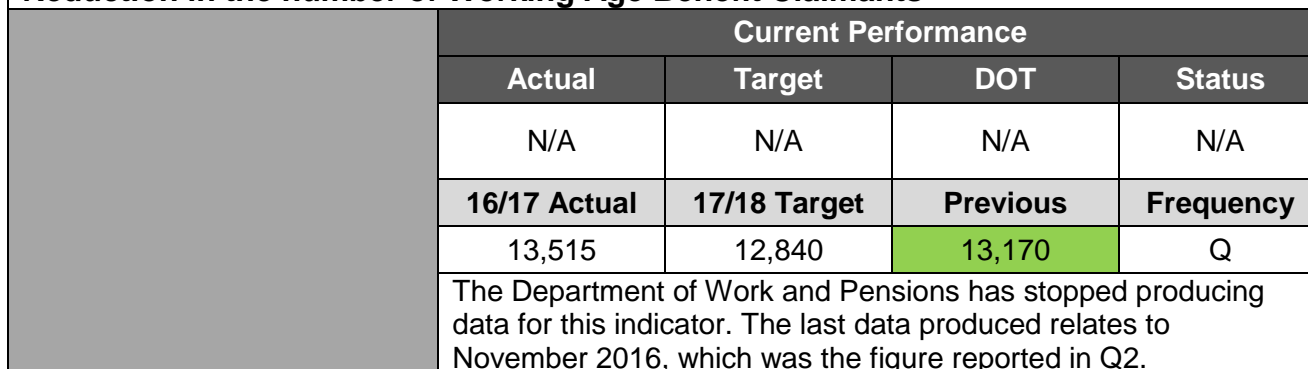 Reduction in the number of Working Age Benefit Claimants
Current Performance
Actual Target DOT Status
N/A N/A N/A N/A
16/17 Actual 17/18 Target Previous Frequency
13,515 12,840 13,170 Q
The Department of Work and Pensions has stopped producing
data for this indicator. The last data produced relates to
November 2016, which was the figure reported in Q2.